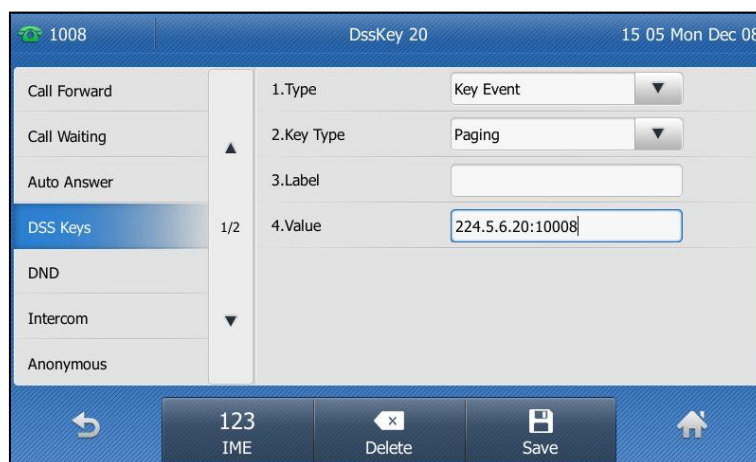 1008 DssKey 20 15 05 Mon Dec 08
Call Forward
Call Waiting
Auto Answer
DSS Keys
DND
Intercom
Anonymous
1/2
1.Type Key Event
2.Key Type Paging
3.Label
4.Value 224.5.6.20:10008
123
IME
Delete
Save